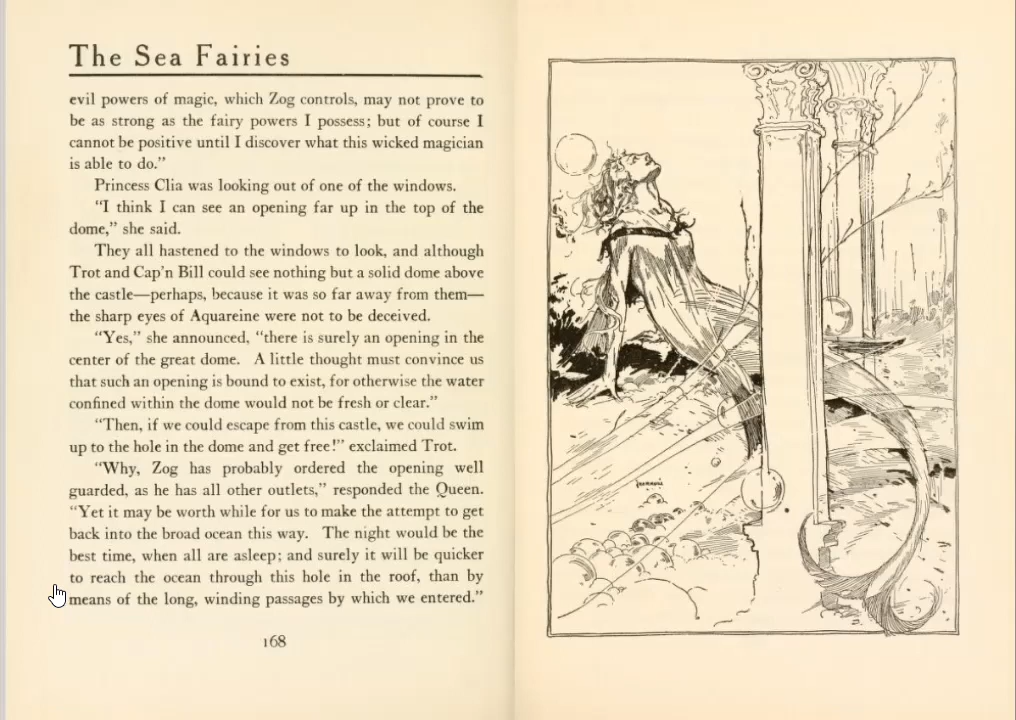 The Sea Fairies
evil powers of magic, which Zog controls, may not prove to
be as strong as the fairy powers I possess; but of course I
cannot be positive until I discover what this wicked magician
is able to do.”
Princess Clia was looking out of one of the windows.
“I think I can see an opening far up in the top of the
dome,” she said.
They all hastened to the windows to look, and although
Trot and Cap’n Bill could see nothing but a solid dome above
the castle—perhaps, because it was so far away from them—
the sharp eyes of Aquareine were not to be deceived.
“Yes,” she announced, “there is surely an opening in the
center of the great dome. A little thought must convince us
that such an opening is bound to exist, for otherwise the water
confined within the dome would not be fresh or clear.”
“Then, if we could escape from this castle, we could swim
up to the hole in the dome and get free!” exclaimed Trot.
“Why, Zog has probably ordered the opening well
guarded, as he has all other outlets,” responded the Queen.
“Yet it may be worth while for us to make the attempt to get
back into the broad ocean this way. The night would be the
best time, when all are asleep; and surely it will be quicker
to reach the ocean through this hole in the roof, than by
means of the long, winding passages by which we entered.”
168